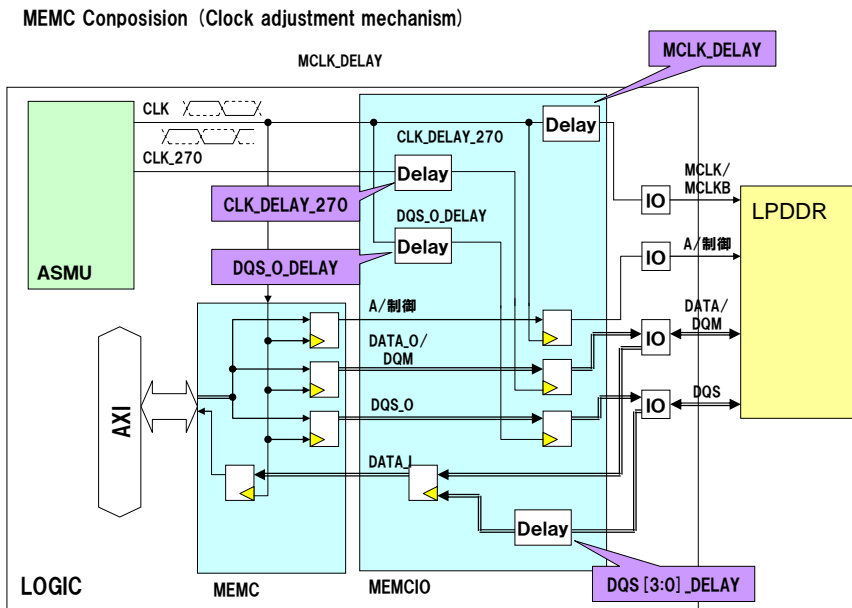 MEMC Conposision (Clock adjustment mechanism)
MCLK_DELAY
MCLK_DELAY
CLK
CLK_270
CLK_DELAY_270
Delay
Delay
CLK_DELAY_270
DQS_O_DELAY
Delay
DQS_O_DELAY
ASMU
MCLK/
MCLKB
IO
LPDDR
A/制御
IO
A/制御
DATA_O/
DQM
DATA/
DQM
IO
DQS_O
DQS
IO
AXI
DATA_I
Delay
DQS [3:0] _DELAY
LOGIC
MEMC
MEMCIO